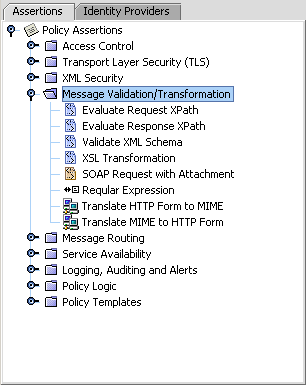 Assertions Identity Providers
Policy Assertions
Access Control
Transport Layer Security (TLS)
XML Security
Message Validation/Transformation
Evaluate Request XPath
Evaluate Response XPath
Validate XML Schema
XSL Transformation
SOAP Request with Attachment
Regular Expression
Translate HTTP Form to MIME
Translate MIME to HTTP Form
Message Routing
Service Availability
Logging, Auditing and Alerts
Policy Logic
Policy Templates